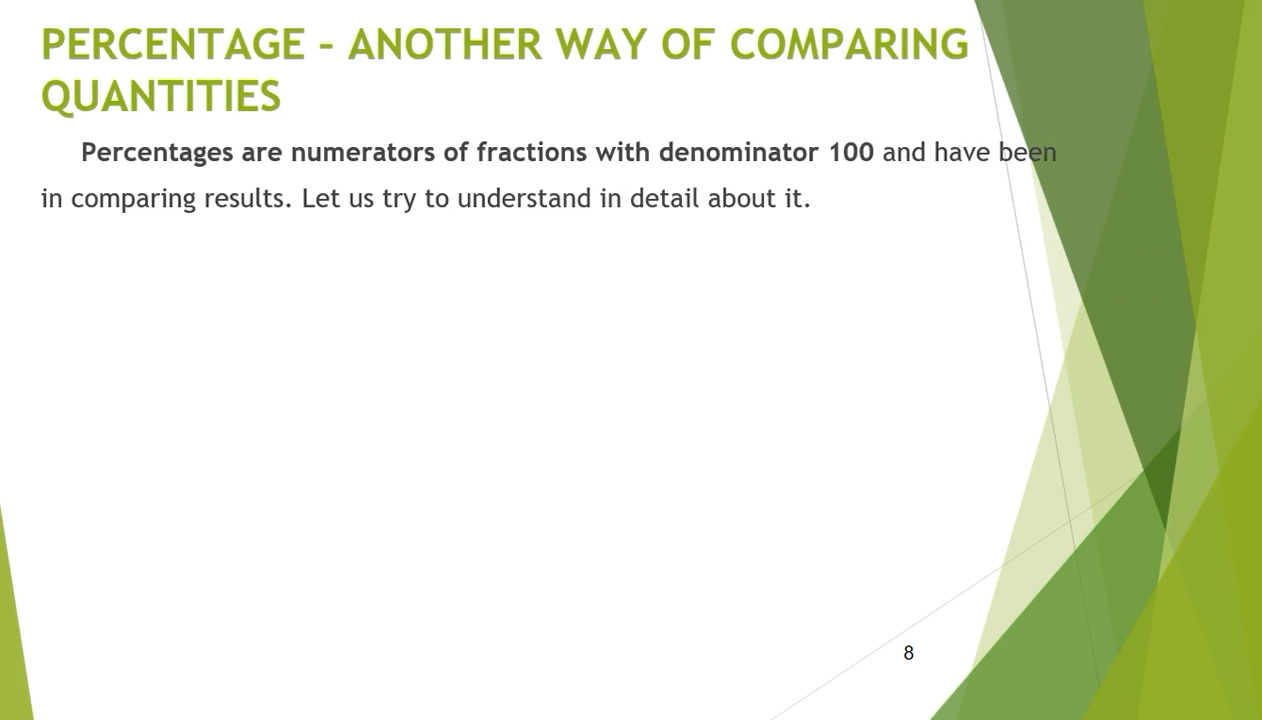 PERCENTAGE – ANOTHER WAY OF COMPARING
QUANTITIES
Percentages are numerators of fractions with denominator 100 and have been
in comparing results. Let us try to understand in detail about it.
8